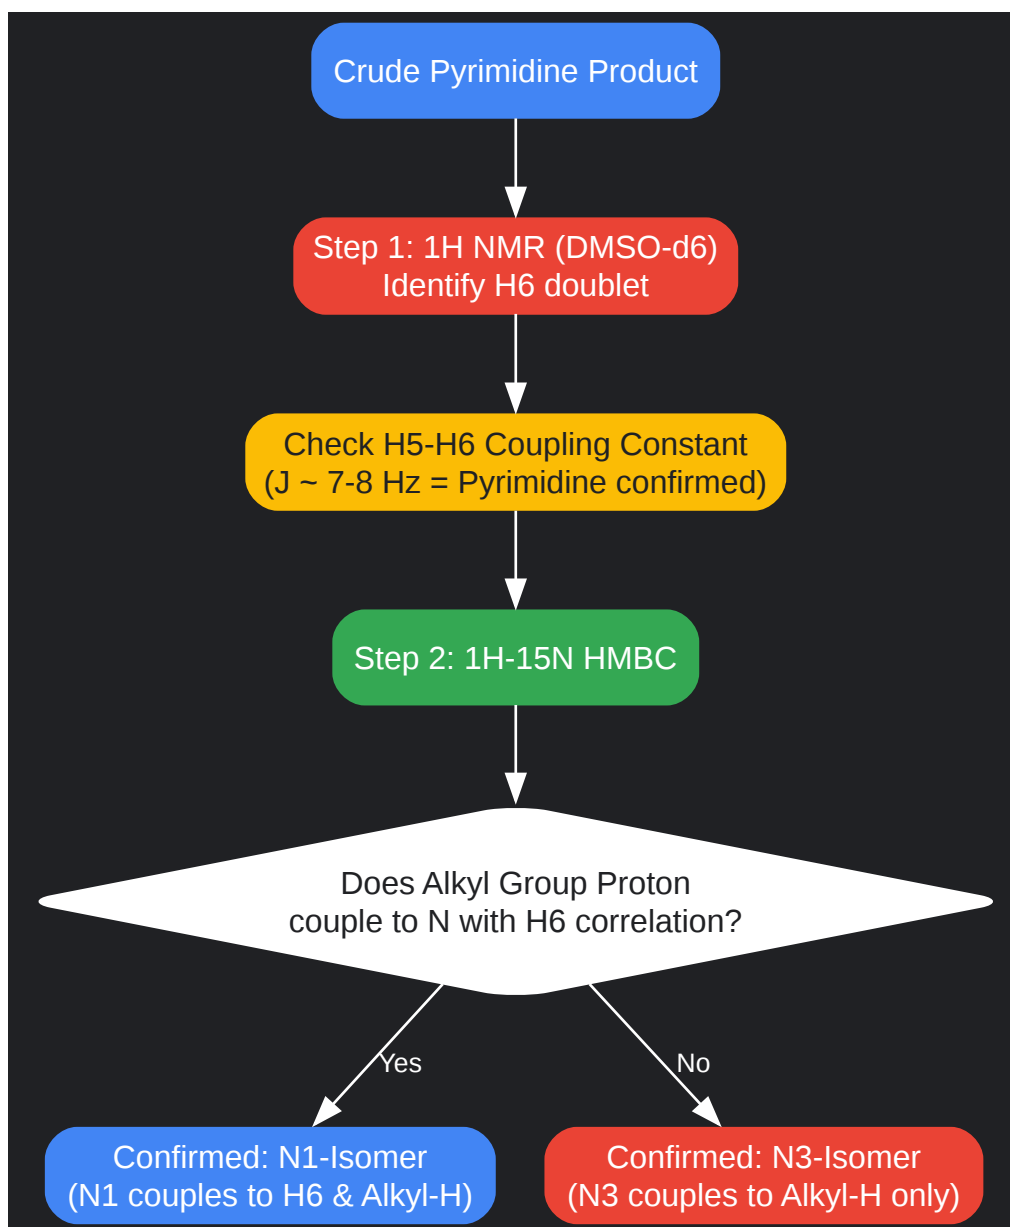 Crude Pyrimidine Product
Step 1: 1H NMR (DMSO-d6)
Identify H6 doublet
Check H5-H6 Coupling Constant
(J ~ 7-8 Hz = Pyrimidine confirmed)
Step 2: 1H-15N HMBC
Does Alkyl Group Proton
couple to N with H6 correlation?
Yes
No
Confirmed: N1-Isomer
(N1 couples to H6 & Alkyl-H)
Confirmed: N3-Isomer
(N3 couples to Alkyl-H only)